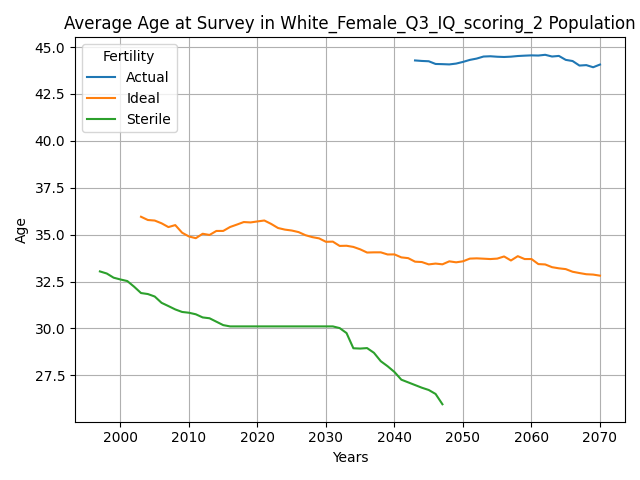 Average Age at Survey in White_Female_Q3_IQ_scoring_2 Population
Fertility
Actual
Ideal
Sterile
45.0
42.5
40.0
37.5
35.0
32.5
30.0
27.5
Age
2000 2010 2020 2030 2040 2050 2060 2070
Years